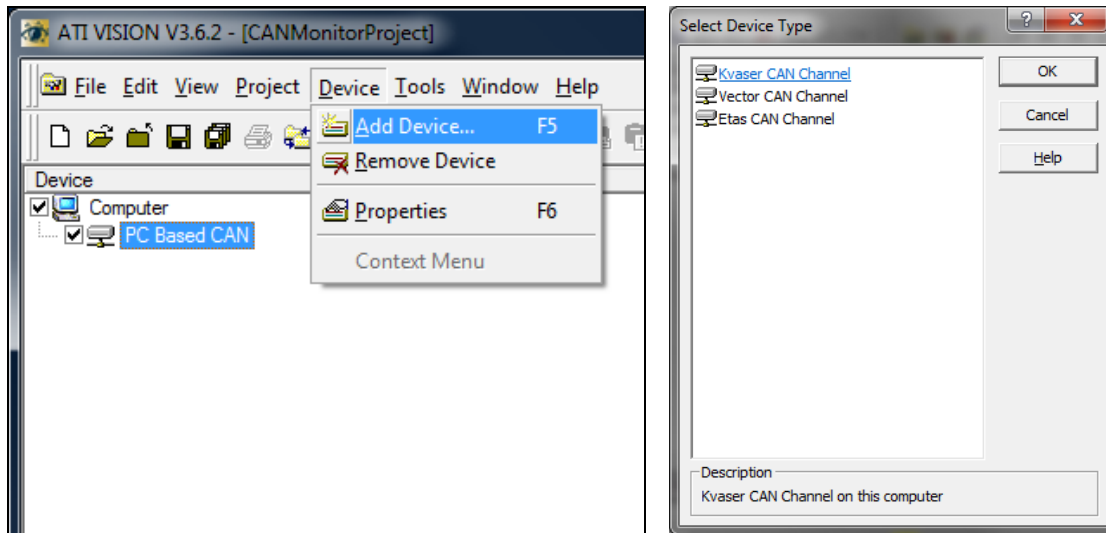 ATI VISION V3.6.2 - [CANMonitorProject]
File Edit View Project Device Tools Window Help
Add Device... F5
Remove Device
Properties F6
Context Menu
Device
Computer
PC Based CAN
Select Device Type
?
Kvaser CAN Channel
Vector CAN Channel
Etas CAN Channel
OK
Cancel
Help
Description
Kvaser CAN Channel on this computer